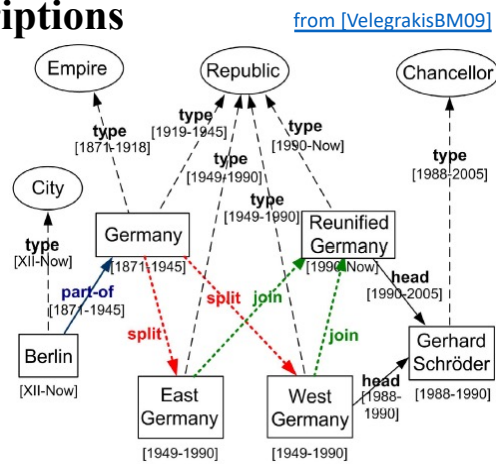 riptions
from [VelegrakisBM09]
Empire
Republic
Chancellor
type
[1871-1918]
type
[1919-1945]
type
[1990-Now]
type
[1949-1990]
type
[1988-2005]
City
type
[1949-1990]
type
[XII-Now]
Germany
[1871-1945]
Reunified
Germany
[1990-Now]
part-of
[1871-1945]
split
join
head
[1990-2005]
split
join
Berlin
[XII-Now]
Gerhard
Schröder
[1988-1990]
East
Germany
[1949-1990]
West
Germany
[1949-1990]
head
[1988-
1990]